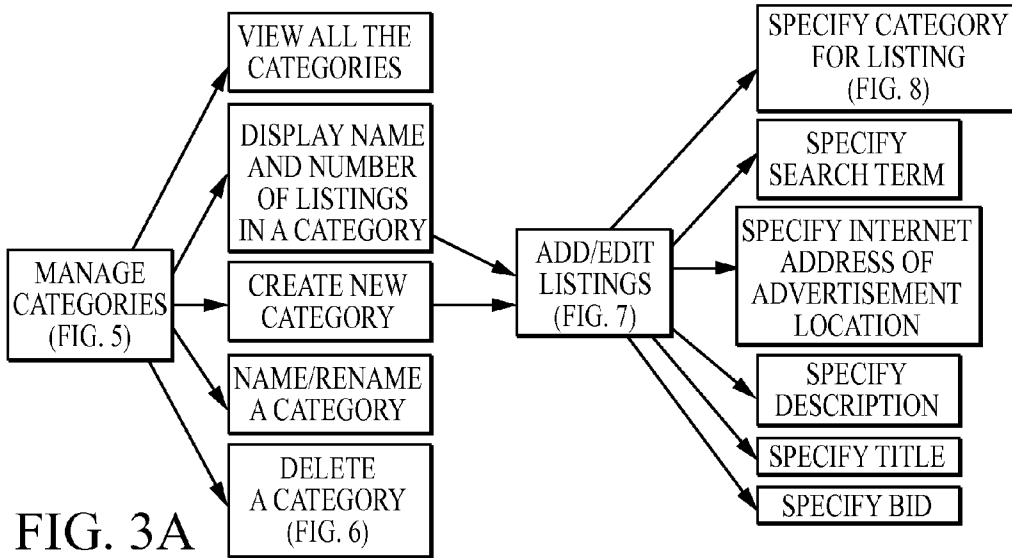 VIEW ALL THE
CATEGORIES
DISPLAY NAME
AND NUMBER
OF LISTINGS
IN A CATEGORY
MANAGE
CATEGORIES
(FIG. 5)
CREATE NEW
CATEGORY
NAME/RENAME
A CATEGORY
DELETE
A CATEGORY
(FIG. 6)
ADD/EDIT
LISTINGS
(FIG. 7)
SPECIFY CATEGORY
FOR LISTING
(FIG. 8)
SPECIFY
SEARCH TERM
SPECIFY INTERNET
ADDRESS OF
ADVERTISEMENT
LOCATION
SPECIFY
DESCRIPTION
SPECIFY TITLE
SPECIFY BID
FIG. 3A